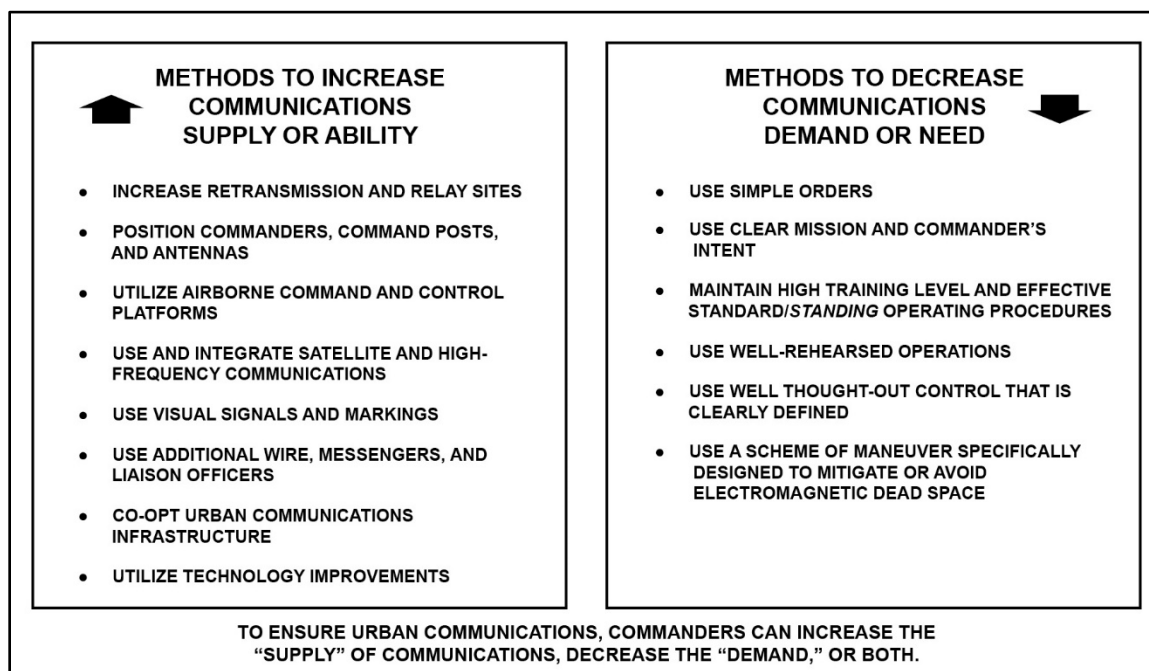 METHODS TO INCREASE
COMMUNICATIONS
SUPPLY OR ABILITY
● INCREASE RETRANSMISSION AND RELAY SITES
● POSITION COMMANDERS, COMMAND POSTS,
AND ANTENNAS
● UTILIZE AIRBORNE COMMAND AND CONTROL
PLATFORMS
● USE AND INTEGRATE SATELLITE AND HIGH-
FREQUENCY COMMUNICATIONS
● USE VISUAL SIGNALS AND MARKINGS
● USE ADDITIONAL WIRE, MESSENGERS, AND
LIAISON OFFICERS
● CO-OPT URBAN COMMUNICATIONS
INFRASTRUCTURE
● UTILIZE TECHNOLOGY IMPROVEMENTS
METHODS TO DECREASE
COMMUNICATIONS
DEMAND OR NEED
● USE SIMPLE ORDERS
● USE CLEAR MISSION AND COMMANDER’S
INTENT
● MAINTAIN HIGH TRAINING LEVEL AND EFFECTIVE
STANDARD/STANDING OPERATING PROCEDURES
● USE WELL-REHEARSED OPERATIONS
● USE WELL THOUGHT-OUT CONTROL THAT IS
CLEARLY DEFINED
● USE A SCHEME OF MANEUVER SPECIFICALLY
DESIGNED TO MITIGATE OR AVOID
ELECTROMAGNETIC DEAD SPACE
TO ENSURE URBAN COMMUNICATIONS, COMMANDERS CAN INCREASE THE
“SUPPLY” OF COMMUNICATIONS, DECREASE THE “DEMAND,” OR BOTH.